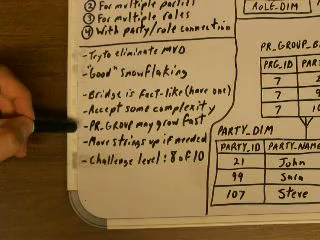 ② For multiple parties
③ For multiple roles
④ With party/role connection
- Try to eliminate MVD
- "Good" snowflaking
- Bridge is fact-like (have one)
- Accept some complexity
- PR_GROUP may grow fast
- Move strings up if needed
- Challenge level: 8 of 10
ROLE_DIM
PR_GROUP_B
PRG_ID
7 2
7
7 10
PARTY_DIM
PARTY_ID PARTY_NAME
21 John
99 Sara
107 Steve